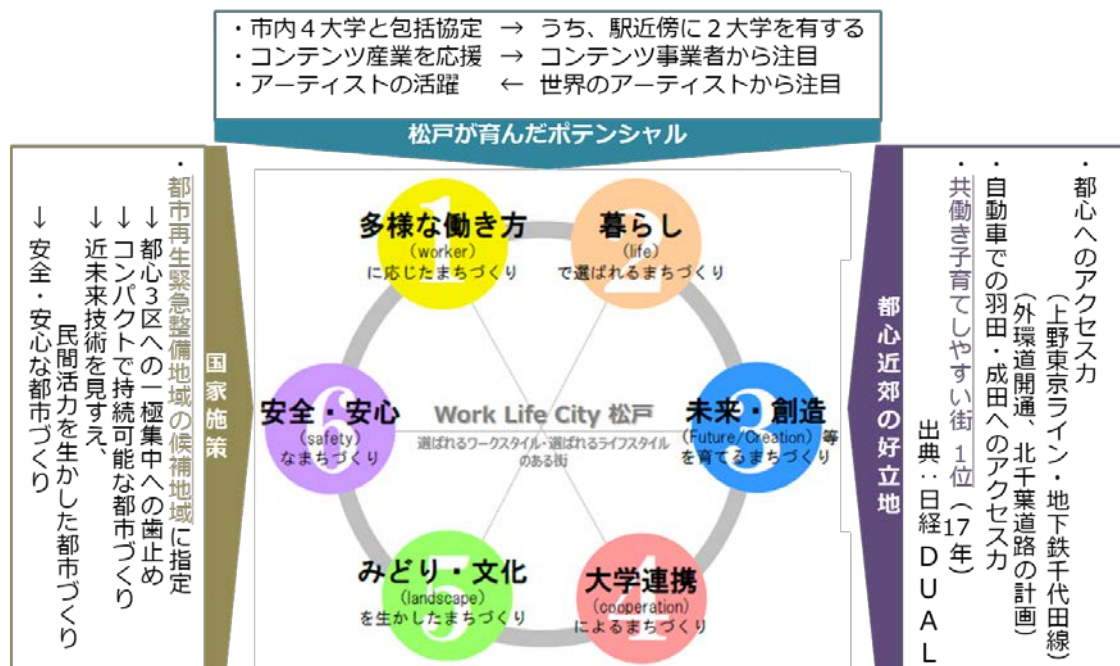 ・市内４大学と包括協定 → うち、駅近傍に２大学を有する
・コンテンツ産業を応援 → コンテンツ事業者から注目
・アーティストの活躍 ← 世界のアーティストから注目
松戸が育んだポテンシャル
・都市再生緊急整備地域の候補地域に指定
→都心３区への一極集中への歯止め
→コンパクトで持続可能な都市づくり
→近未来技術を見すえ、
民間活力を生かした都市づくり
→安全・安心な都市づくり
国家施策
1
多様な働き方
(worker)
に応じたまちづくり
2
暮らし
(life)
で選ばれるまちづくり
3
未来・創造
(Future/Creation) 等
を育てるまちづくり
4
大学連携
(cooperation)
によるまちづくり
5
みどり・文化
(landscape)
を生かしたまちづくり
6
安全・安心
(safety)
なまちづくり
Work Life City 松戸
選ばれるワークスタイル・選ばれるライフスタイル
のある街
都心近郊の好立地
・都心へのアクセス力
（上野東京ライン・地下鉄千代田線）
（外環道開通、北千葉道路の計画）
・自動車での羽田・成田へのアクセス力
・共働き子育てしやすい街 1位（17年）
出典：日経ＤＵＡＬ